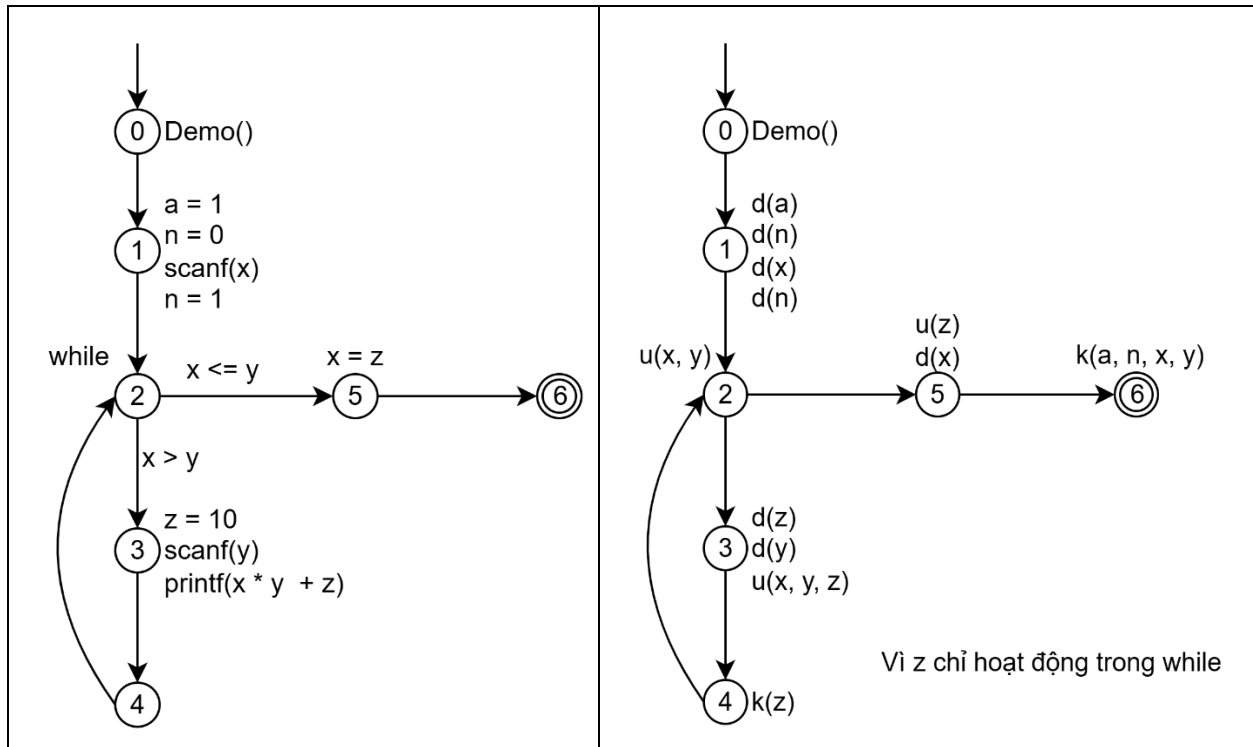 0 Demo()
a = 1
n = 0
1
scanf(x)
n = 1
while
x <= y
x = z
2
5
6
x > y
z = 10
3 scanf(y)
printf(x * y + z)
4
0 Demo()
d(a)
1 d(n)
d(x)
d(n)
u(x, y)
2
u(z)
d(x)
5
k(a, n, x, y)
6
d(z)
3 d(y)
u(x, y, z)
Vì z chỉ hoạt động trong while
4 k(z)